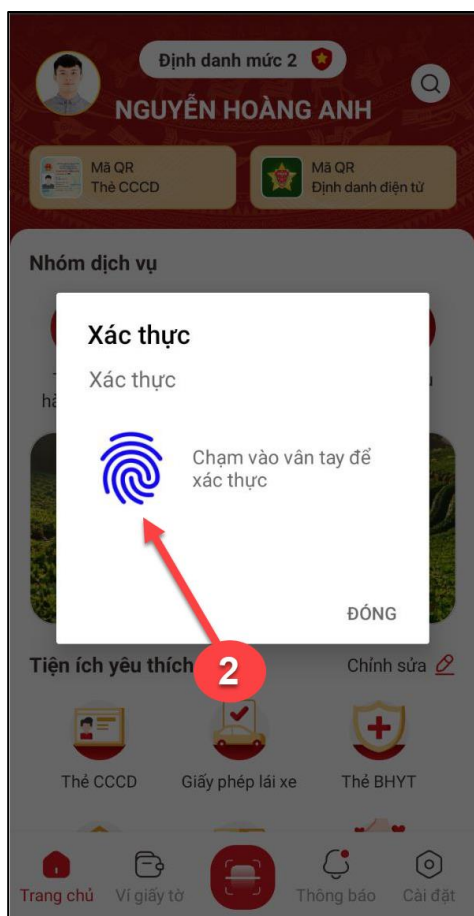 Định danh mức 2
NGUYỄN HOÀNG ANH
Mã QR
Thẻ CCCD
Mã QR
Định danh điện tử
Nhóm dịch vụ
Xác thực
Xác thực
Chạm vào vân tay để
xác thực
ĐÓNG
2
Tiện ích yêu thích
Chỉnh sửa
Thẻ CCCD
Giấy phép lái xe
Thẻ BHYT
Trang chủ
Ví giấy tờ
Thông báo
Cài đặt